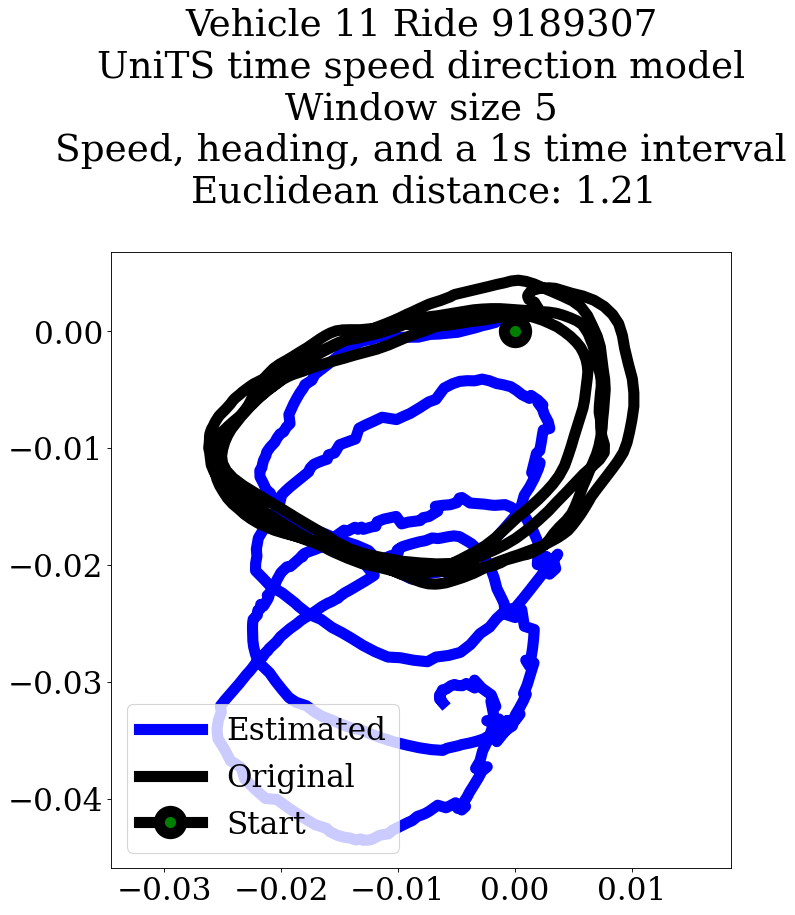 Vehicle 11 Ride 9189307
UniTS time speed direction model
Window size 5
Speed, heading, and a 1s time interval
Euclidean distance: 1.21
0.00
−0.01
−0.02
−0.03
−0.04
Estimated
Original
Start
−0.03
−0.02
−0.01
0.00
0.01